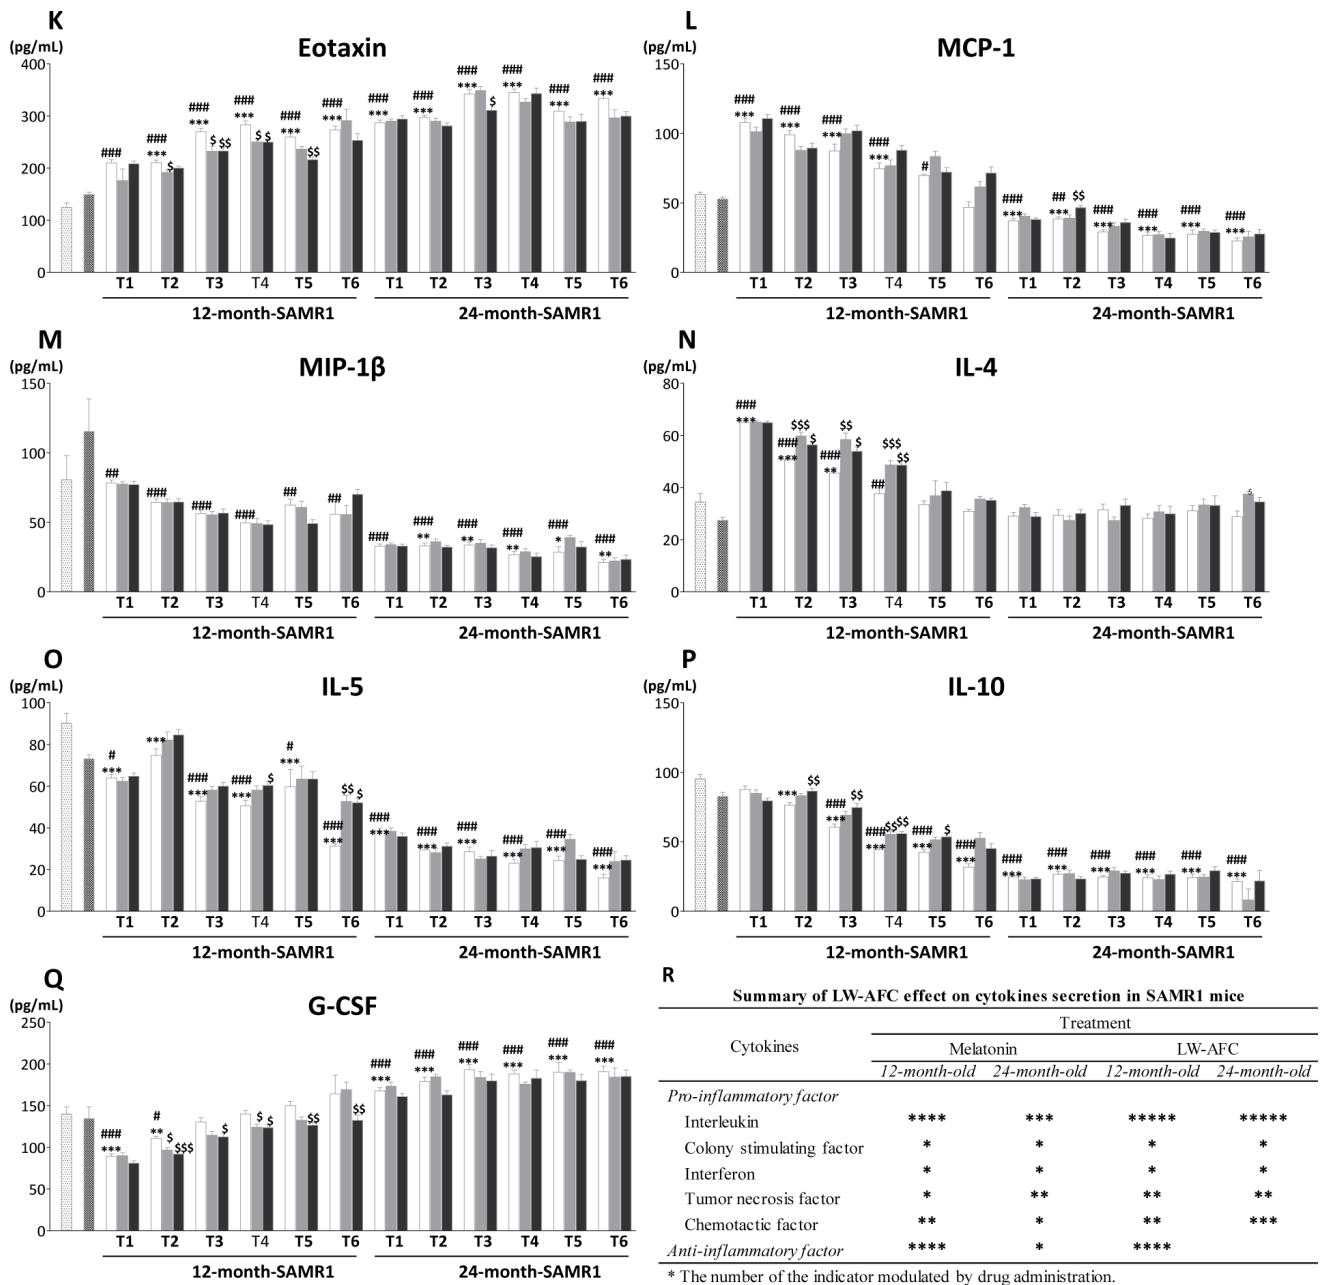 K
(pg/mL)
Eotaxin
400
300
200
100
0
### ### *** $ ### *** $ $$ ### *** $ $ ### *** $$ ### *** ### *** ### *** ### *** $ ### *** ### *** ### ***
T1 T2 T3 T4 T5 T6 T1 T2 T3 T4 T5 T6
12-month-SAMR1 24-month-SAMR1
L
(pg/mL)
MCP-1
150
100
50
0
### *** ### *** ### *** ### *** # ### *** ## *** $$ ### *** ### *** ### *** ### ***
T1 T2 T3 T4 T5 T6 T1 T2 T3 T4 T5 T6
12-month-SAMR1 24-month-SAMR1
M
(pg/mL)
MIP-1β
150
100
50
0
## ### ### ### ## ## ### ### ** ### ** ### ** ### * ### **
T1 T2 T3 T4 T5 T6 T1 T2 T3 T4 T5 T6
12-month-SAMR1 24-month-SAMR1
N
(pg/mL)
IL-4
80
60
40
20
0
### *** ### *** $$$ $ ### ** $$ $ ## $$$ $$ $
T1 T2 T3 T4 T5 T6 T1 T2 T3 T4 T5 T6
12-month-SAMR1 24-month-SAMR1
O
(pg/mL)
IL-5
100
80
60
40
20
0
# *** *** ### *** ### *** $ # *** ### *** $$ $ ### *** ### *** ### *** ### *** ### *** ### ***
T1 T2 T3 T4 T5 T6 T1 T2 T3 T4 T5 T6
12-month-SAMR1 24-month-SAMR1
P
(pg/mL)
IL-10
150
100
50
0
*** $$ ### *** $$ ### *** $$ $$ ### *** $ ### *** ### *** ### *** ### *** ### *** ### *** ### ***
T1 T2 T3 T4 T5 T6 T1 T2 T3 T4 T5 T6
12-month-SAMR1 24-month-SAMR1
Q
(pg/mL)
G-CSF
250
200
150
100
50
0
### *** # ** $ $$$ $ $ $ $$ $$ ### *** ### *** ### *** ### *** ### *** ### ***
T1 T2 T3 T4 T5 T6 T1 T2 T3 T4 T5 T6
12-month-SAMR1 24-month-SAMR1
R
Summary of LW-AFC effect on cytokines secretion in SAMR1 mice
Treatment
Cytokines
Melatonin LW-AFC
12-month-old 24-month-old 12-month-old 24-month-old
Pro-inflammatory factor
Interleukin **** *** ***** *****
Colony stimulating factor * * * *
Interferon * * * *
Tumor necrosis factor * ** ** **
Chemotactic factor ** * ** ***
Anti-inflammatory factor **** * ****
* The number of the indicator modulated by drug administration.